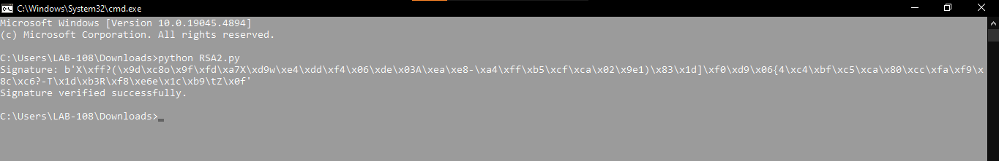 C:\Windows\System32\cmd.exe
Microsoft Windows [Version 10.0.19045.4894]
(c) Microsoft Corporation. All rights reserved.
C:\Users\LAB-108\Downloads>python RSA2.py
Signature: b'X\xff?(\x9d\xc8o\x9f\xfd\xa7X\xd9w\xe4\xdd\xf4\x06\xde\x03A\xea\xe8-\xa4\xff\xb5\xcf\xca\x02\x9e1)\x83\x1d]\xf0\xd9\x06{4\xc4\xbf\xc5\xca\x80\xcc\xfa\xf9\x
8c\xc6?-T\x1d\xb3R\xf8\xe6e\x1c\xb9\tZ\x0f'
Signature verified successfully.
C:\Users\LAB-108\Downloads>